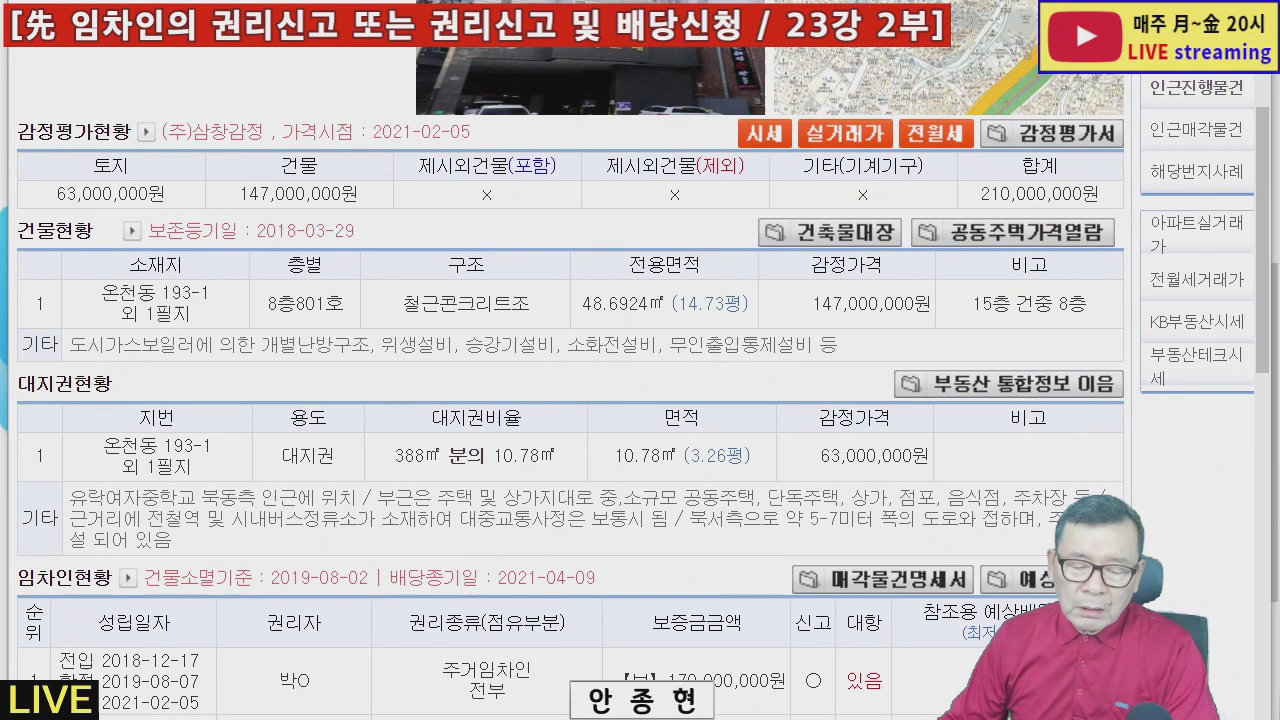 [先 임차인의 권리신고 또는 권리신고 및 배당신청 / 23강 2부]
매주 月~金 20시
LIVE streaming
인근진행물건
인근매각물건
해당번지사례
아파트실거래
가
전월세거래가
KB부동산시세
부동산테크시
세
감정평가현황 (주)삼창감정 , 가격시점 : 2021-02-05 시세 실거래가 전월세 감정평가서
토지 건물 제시외건물(포함) 제시외건물(제외) 기타(기계기구) 합계
63,000,000원 147,000,000원 x x x 210,000,000원
건물현황 보존등기일 : 2018-03-29 건축물대장 공동주택가격열람
소재지 층별 구조 전용면적 감정가격 비고
1 온천동 193-1 외 1필지 8층801호 철근콘크리트조 48.6924㎡ (14.73평) 147,000,000원 15층 건중 8층
기타 도시가스보일러에 의한 개별난방구조, 위생설비, 승강기설비, 소화전설비, 무인출입통제설비 등
대지권현황 부동산 통합정보 이음
지번 용도 대지권비율 면적 감정가격 비고
1 온천동 193-1 외 1필지 대지권 388㎡ 분의 10.78㎡ 10.78㎡ (3.26평) 63,000,000원
기타 유락여자중학교 북동측 인근에 위치 / 부근은 주택 및 상가지대로 중,소규모 공동주택, 단독주택, 상가, 점포, 음식점, 주차장 등 /
근거리에 전철역 및 시내버스정류소가 소재하여 대중교통사정은 보통시 됨 / 북서측으로 약 5-7미터 폭의 도로와 접하며,
설 되어 있음
임차인현황 건물소멸기준 : 2019-08-02 | 배당종기일 : 2021-04-09 매각물건명세서
순위 성립일자 권리자 권리종류(점유부분) 보증금금액 신고 대항 참조용
전입 2018-12-17
2019-08-07
2021-02-05
박O 주거임차인 전부 170,000,000원 ○ 있음
LIVE
안 종 현